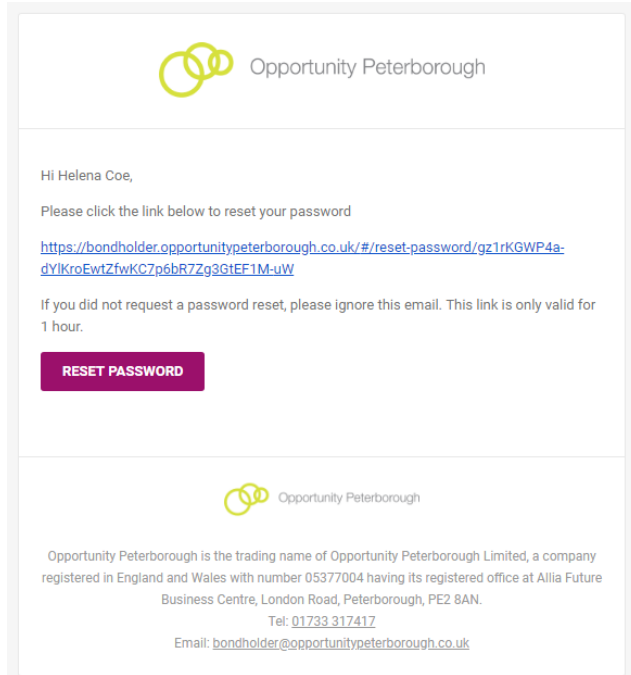 Opportunity Peterborough
Hi Helena Coe,
Please click the link below to reset your password
https://bondholder.opportunitypeterborough.co.uk/#/reset-password/gz1rKGWP4a-
dYlKroEwtZfwKC7p6bR7Zg3GtEF1M-uW
If you did not request a password reset, please ignore this email. This link is only valid for
1 hour.
RESET PASSWORD
Opportunity Peterborough
Opportunity Peterborough is the trading name of Opportunity Peterborough Limited, a company
registered in England and Wales with number 05377004 having its registered office at Allia Future
Business Centre, London Road, Peterborough, PE2 8AN.
Tel: 01733 317417
Email: bondholder@opportunitypeterborough.co.uk